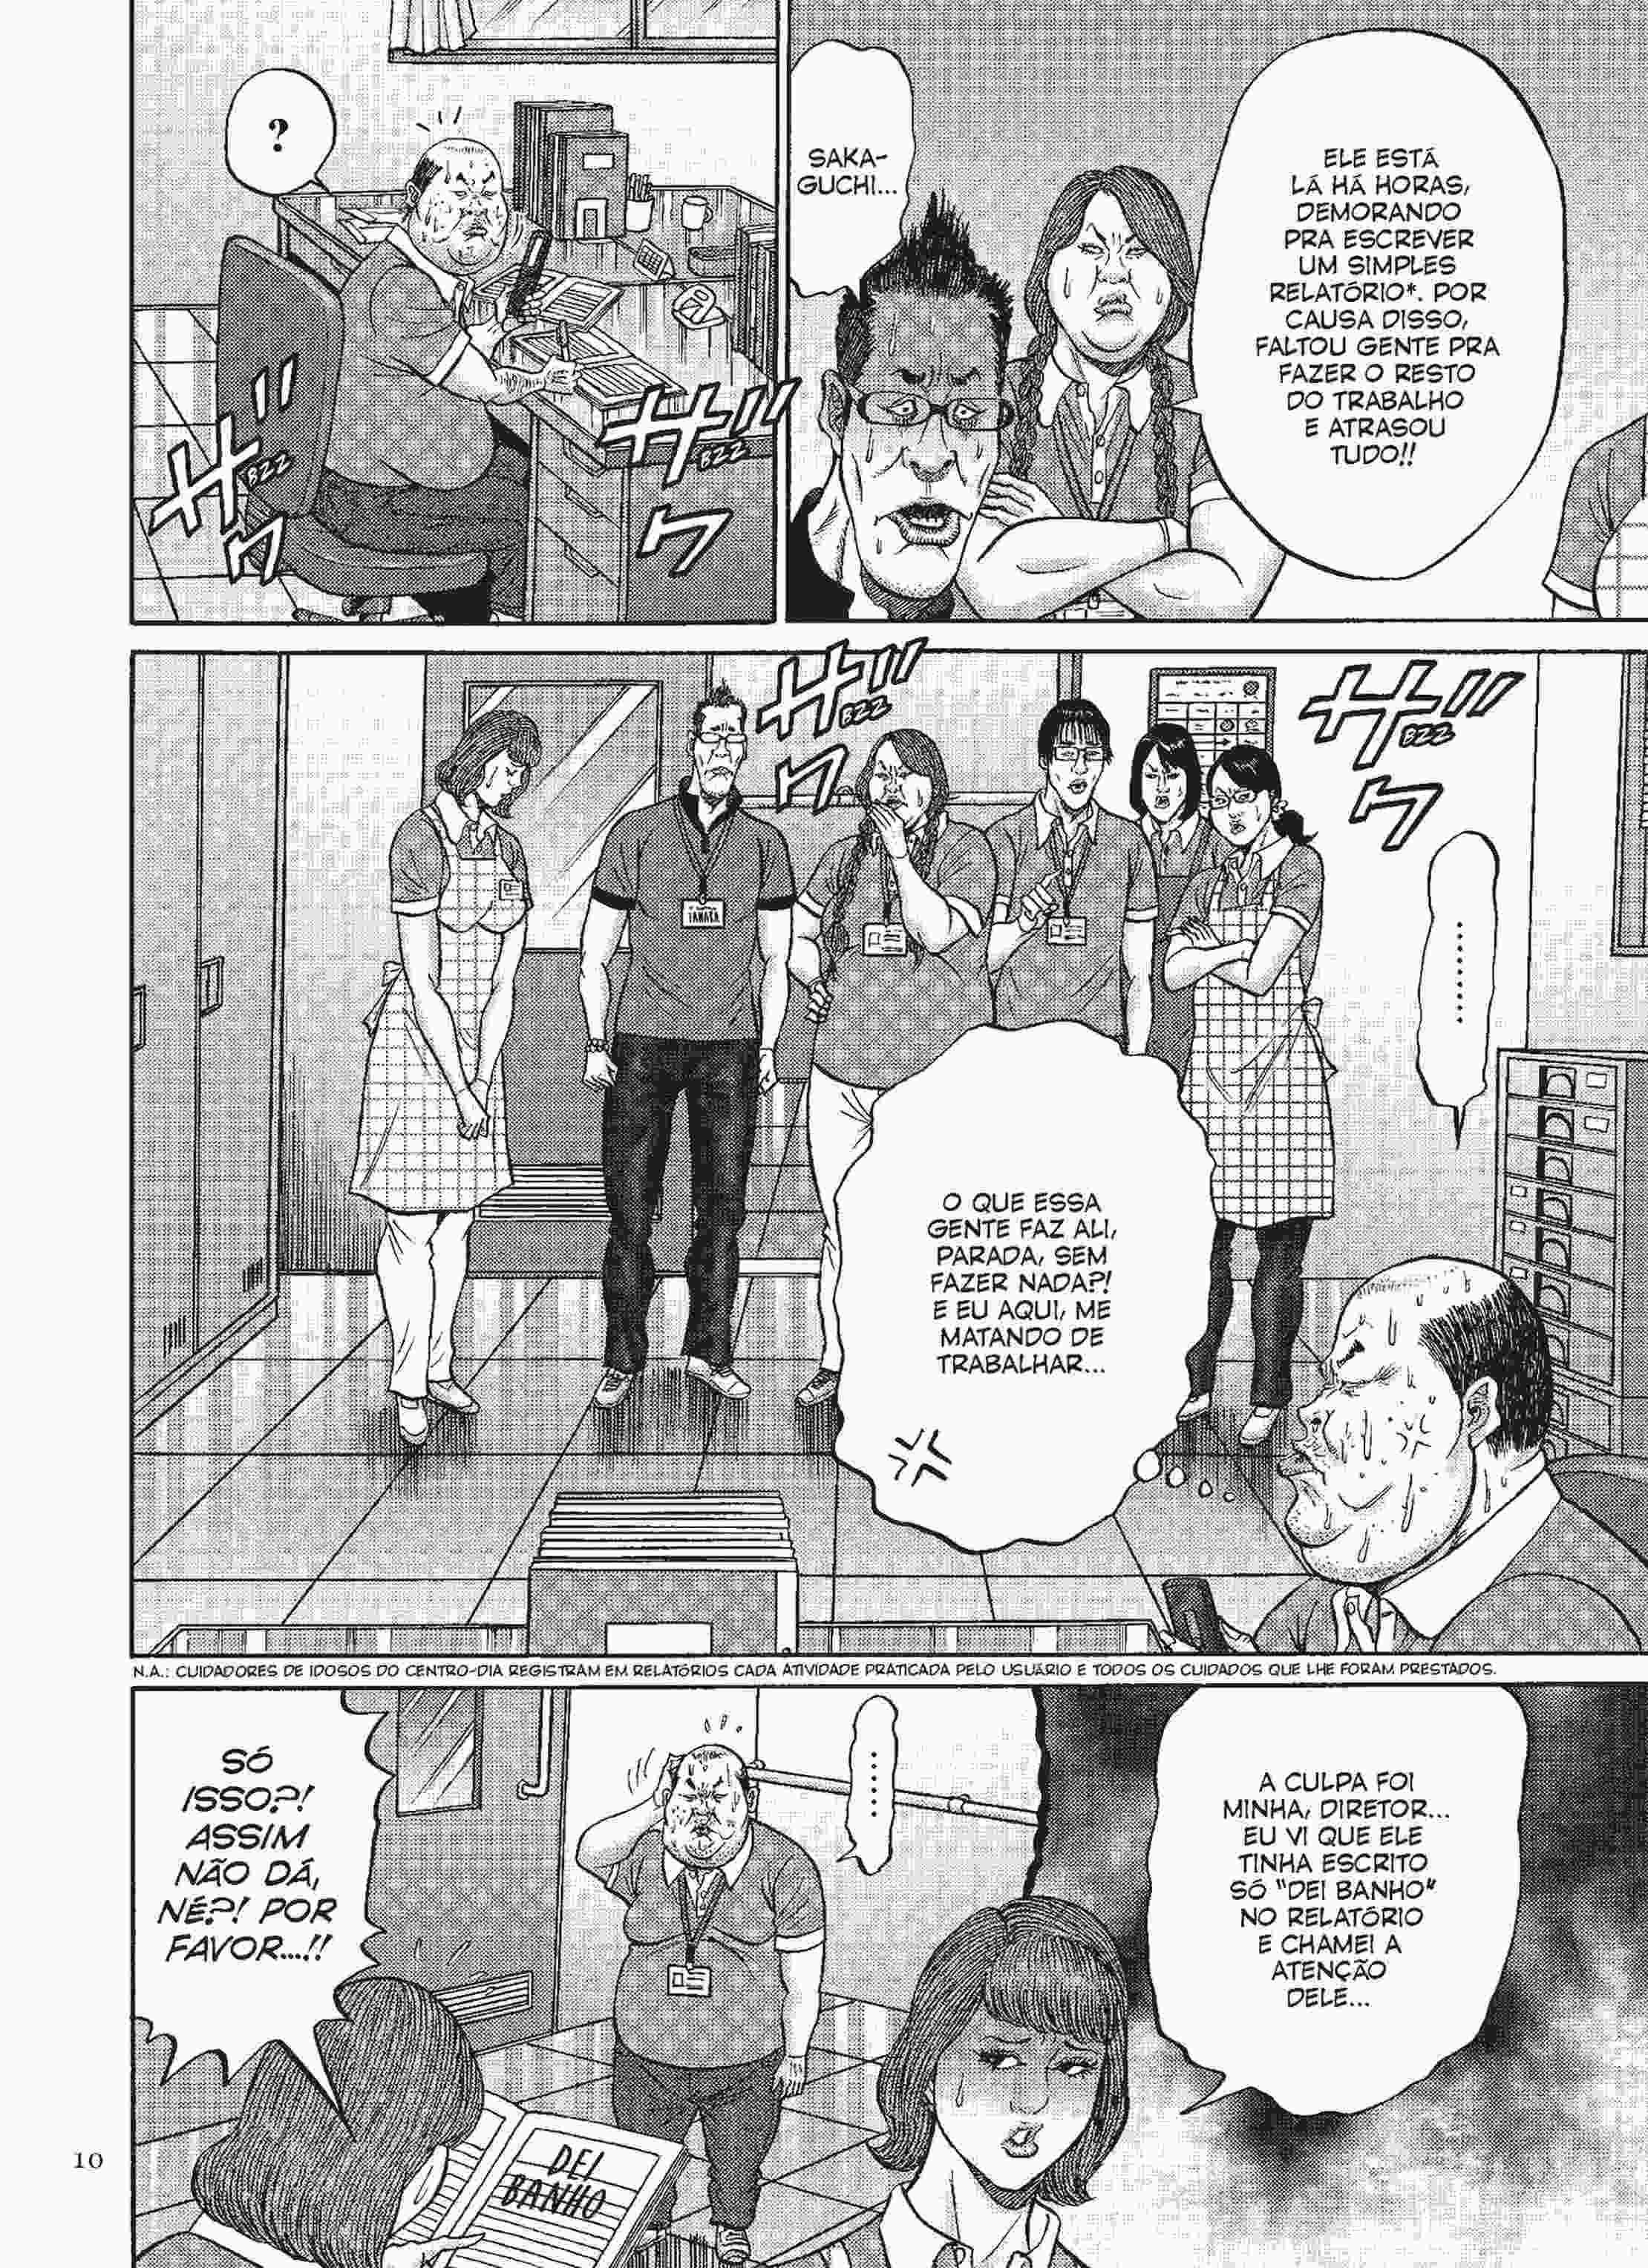 ELE ESTÁ
LÁ HÁ HORAS,
DEMORANDO
PRA ESCREVER
UM SIMPLES
RELATÓRIO*. POR
CAUSA DISSO,
FALTOU GENTE PRA
FAZER O RESTO
DO TRABALHO
E ATRASOU
TUDO!!
SAKA-
GUCHI...
?
ザワ
BZZ
ザワ
BZZ
ザワ
BZZ
ザワ
BZZ
.........
TANAKA
O QUE ESSA
GENTE FAZ ALI,
PARADA, SEM
FAZER NADA?!
E EU AQUI, ME
MATANDO DE
TRABALHAR...
N.A.: CUIDADORES DE IDOSOS DO CENTRO-DIA REGISTRAM EM RELATÓRIOS CADA ATIVIDADE PRATICADA PELO USUÁRIO E TODOS OS CUIDADOS QUE LHE FORAM PRESTADOS.
A CULPA FOI
MINHA, DIRETOR...
EU VI QUE ELE
TINHA ESCRITO
SÓ "DEI BANHO"
NO RELATÓRIO
E CHAMEI A
ATENÇÃO
DELE...
......
SÓ
ISSO?!
ASSIM
NÃO DÁ,
NÉ?! POR
FAVOR...!!
DEI
BANHO
10